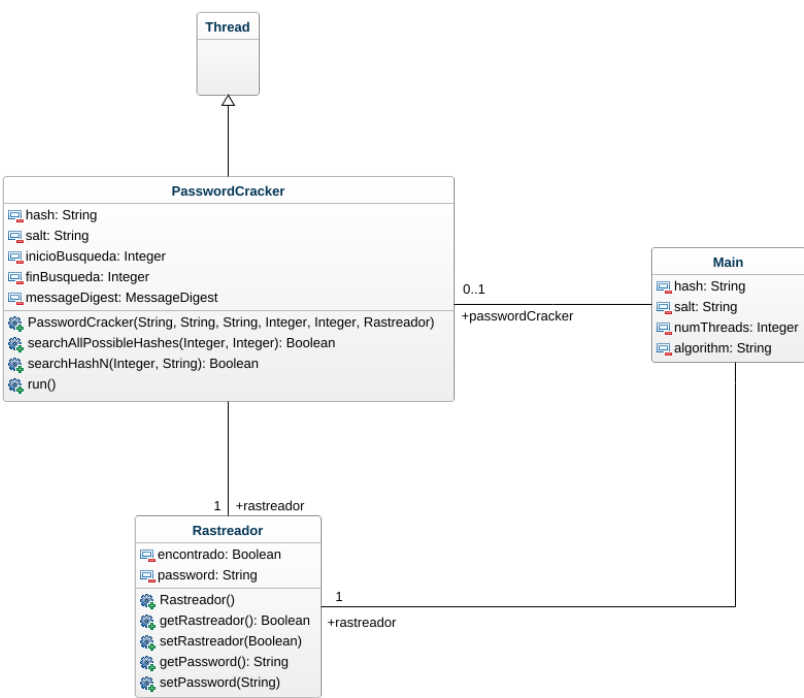 Thread
PasswordCracker
hash: String
salt: String
inicioBusqueda: Integer
finBusqueda: Integer
messageDigest: MessageDigest
PasswordCracker(String, String, String, Integer, Integer, Rastreador)
searchAllPossibleHashes(Integer, Integer): Boolean
searchHashN(Integer, String): Boolean
run()
0..1
+passwordCracker
Main
hash: String
salt: String
numThreads: Integer
algorithm: String
1 +rastreador
Rastreador
encontrado: Boolean
password: String
Rastreador()
getRastreador(): Boolean
setRastreador(Boolean)
getPassword(): String
setPassword(String)
1
+rastreador